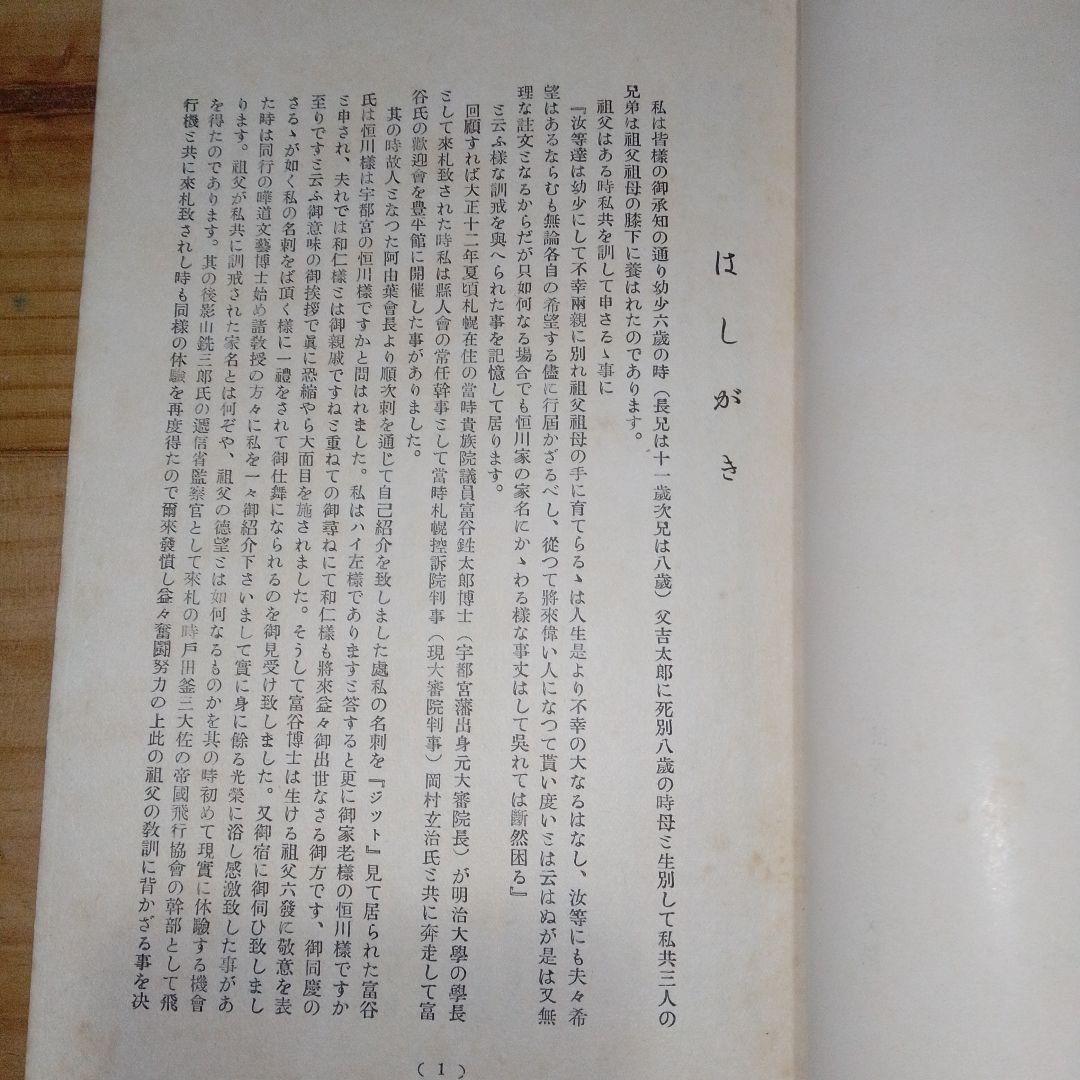 はしがき
私は皆様の御承知の通り幼少六歲の時（長兄は十一歲次兄は八歲）父吉太郎に死別八歲の時母ミ生別して私共三人の
兄弟は祖父祖母の膝下に養はれたのであります。
祖父はある時私共を訓して申さるゝ事に
『汝等達は幼少にして不幸兩親に別れ祖父祖母の手に育てらるゝは人生是より不幸の大なるはなし、汝等にも夫々希
望はあるならむも無論各自の希望する儘に行屆かざるべし、從つて將來偉い人になつて貰い度いミは云はぬが是は又無
理な註文ミなるからだが只如何なる場合でも恒川家の家名にかゝわる樣な事丈はして吳れては斷然困る』
ミ云ふ樣な訓戒を與へられた事を記憶して居ります。
回顧すれば大正十二年夏頃札幌在住の當時貴族院議員富谷鉎太郎博士（宇都宮藩出身元大審院長）が明治大學の學長
ミして來札致された時私は縣人會の常任幹事ミして當時札幌控訴院判事（現大審院判事）岡村玄治氏ミ共に奔走して富
谷氏の歡迎會を豊平館に開催した事がありました。
其の時故人ミなつた阿由葉會長より順次刺を通じて自己紹介を致しました處私の名刺を『ジット』見て居られた富谷
氏は恒川樣は宇都宮の恒川樣ですかと問はれました。私はハイ左樣でありますミ答すると更に御家老樣の恒川樣ですか
ミ申され、夫れでは和仁樣ミは御親戚ですねミ重ねての御尋ねにて和仁樣も將來益々御出世なさる御方です、御同慶の
至りですミ云ふ御意味の御挨拶で眞に恐縮やら大面目を施されました。そうして富谷博士は生ける祖父六發に敬意を表
さるゝが如く私の名刺をば頂く樣に一禮をされて御仕舞になられるのを御見受け致しました。又御宿に御伺ひ致しまし
た時は同行の嘩道文藝博士始め諸敎授の方々に私を一々御紹介下さいまして實に身に餘る光榮に浴し感激致した事があ
ります。祖父が私共に訓戒された家名とは何ぞや、祖父の德望ミは如何なるものかを其の時初めて現實に体驗する機會
を得たのであります。其の後影山銑三郎氏の遞信省監察官として來札の時戶田釜三大佐の帝國飛行協會の幹部として飛
行機ミ共に來札致されし時も同樣の体驗を再度得たので爾來發憤し益々奮鬪努力の上此の祖父の敎訓に背かざる事を決
（1）